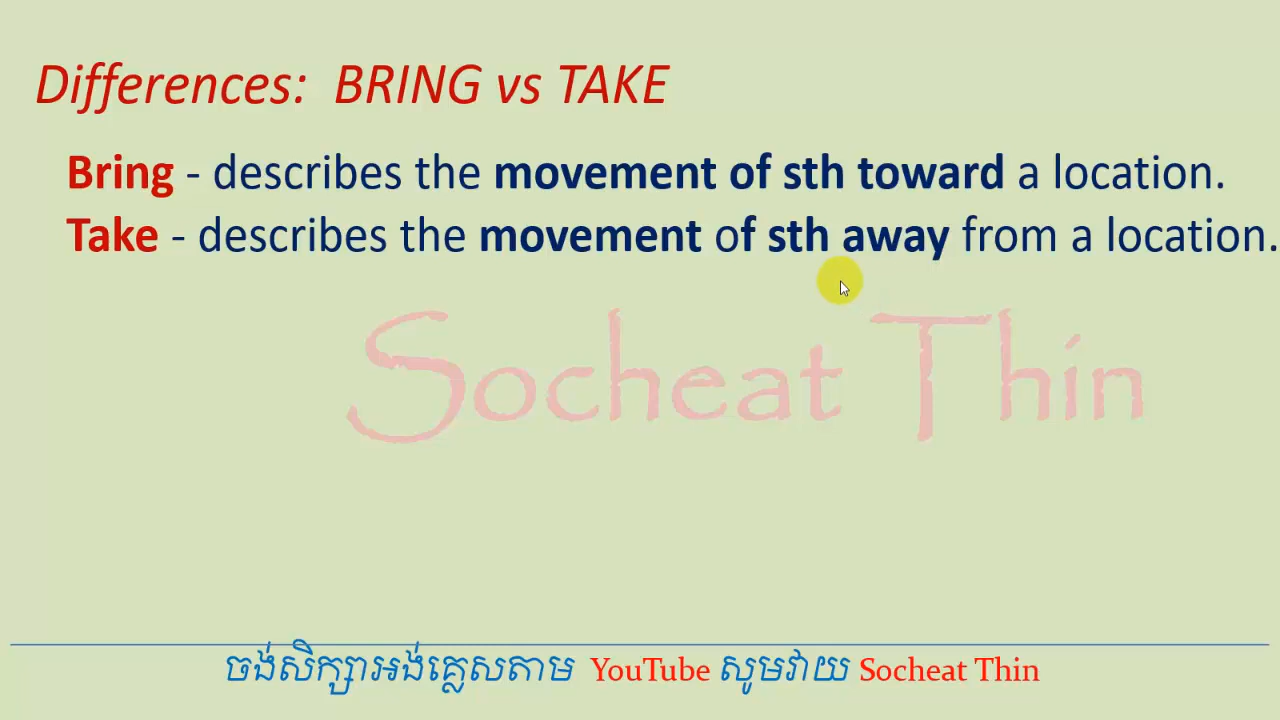 Differences: BRING vs TAKE
Bring - describes the movement of sth toward a location.
Take - describes the movement of sth away from a location.
Socheat Thin
ចង់សិក្សាអង់គ្លេសតាម YouTube សូមវាយ Socheat Thin